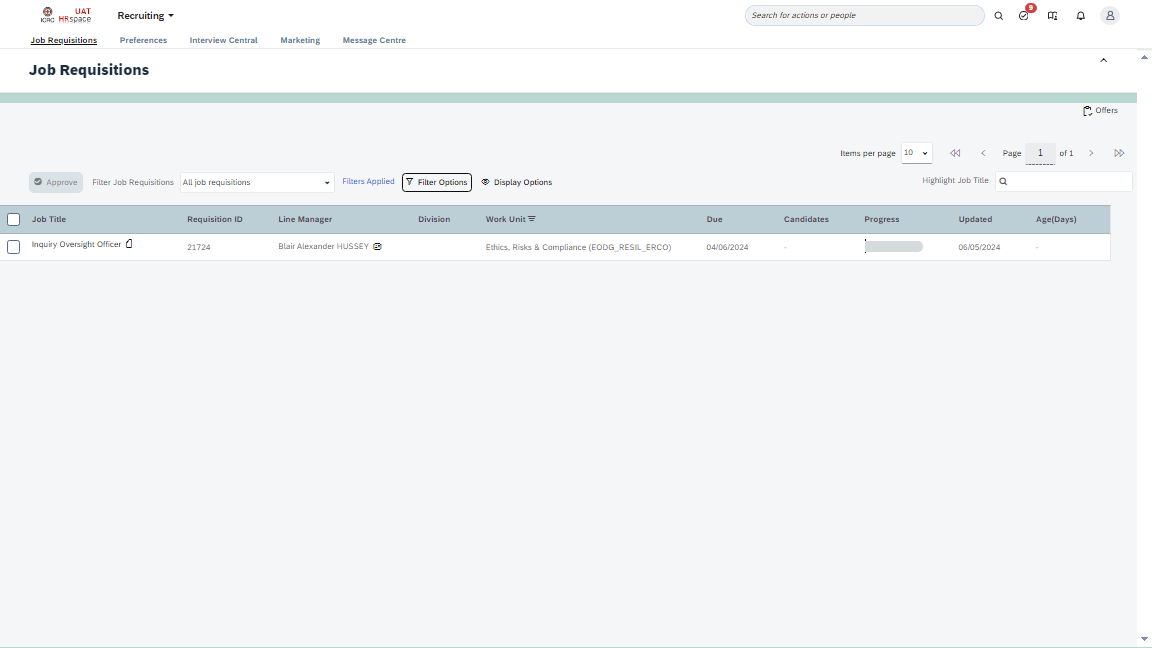 ICRC UAT HRspace
Recruiting
Search for actions or people
9
Job Requisitions Preferences Interview Central Marketing Message Centre
Job Requisitions
Offers
Items per page 10 Page 1 of 1
Approve Filter Job Requisitions All job requisitions Filters Applied Filter Options Display Options Highlight Job Title
Job Title Requisition ID Line Manager Division Work Unit Due Candidates Progress Updated Age(Days)
Inquiry Oversight Officer 21724 Blair Alexander HUSSEY Ethics, Risks & Compliance (EODG_RESIL_ERCO) 04/06/2024 - 06/05/2024 -